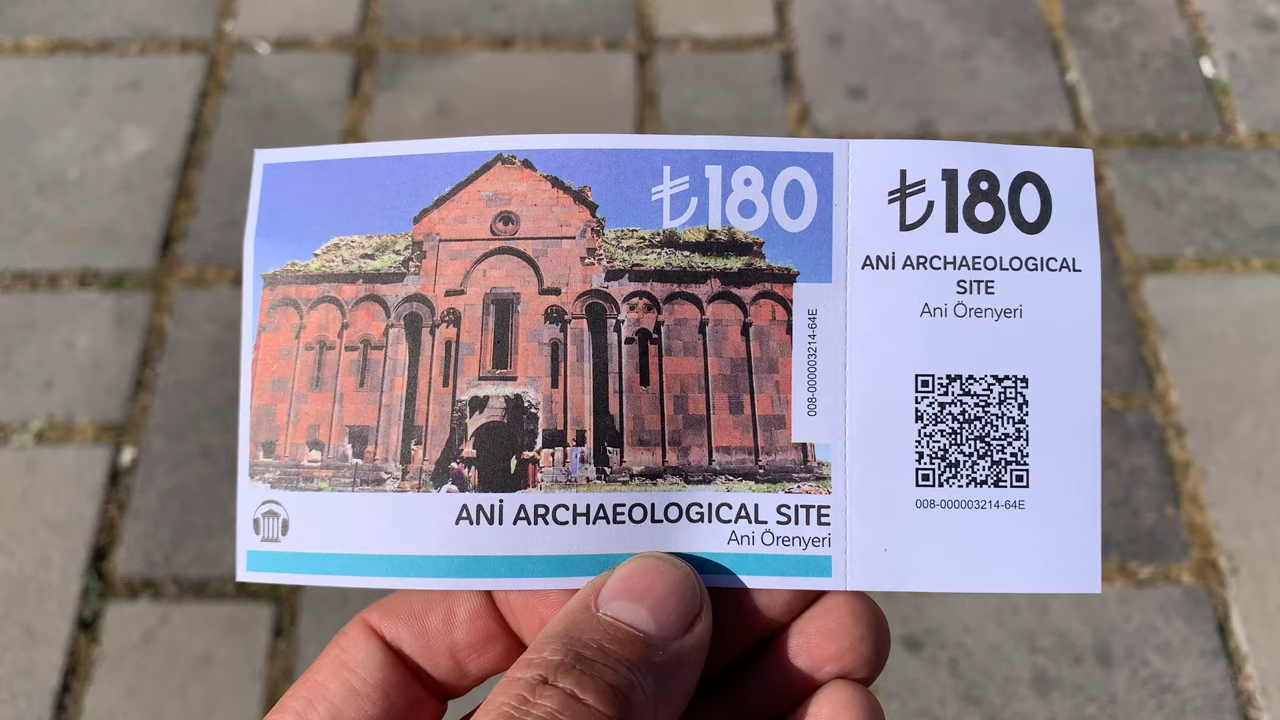 ₺180
008-000003214-64E
ANİ ARCHAEOLOGICAL SITE
Ani Örenyeri
₺180
ANİ ARCHAEOLOGICAL
SITE
Ani Örenyeri
008-000003214-64E